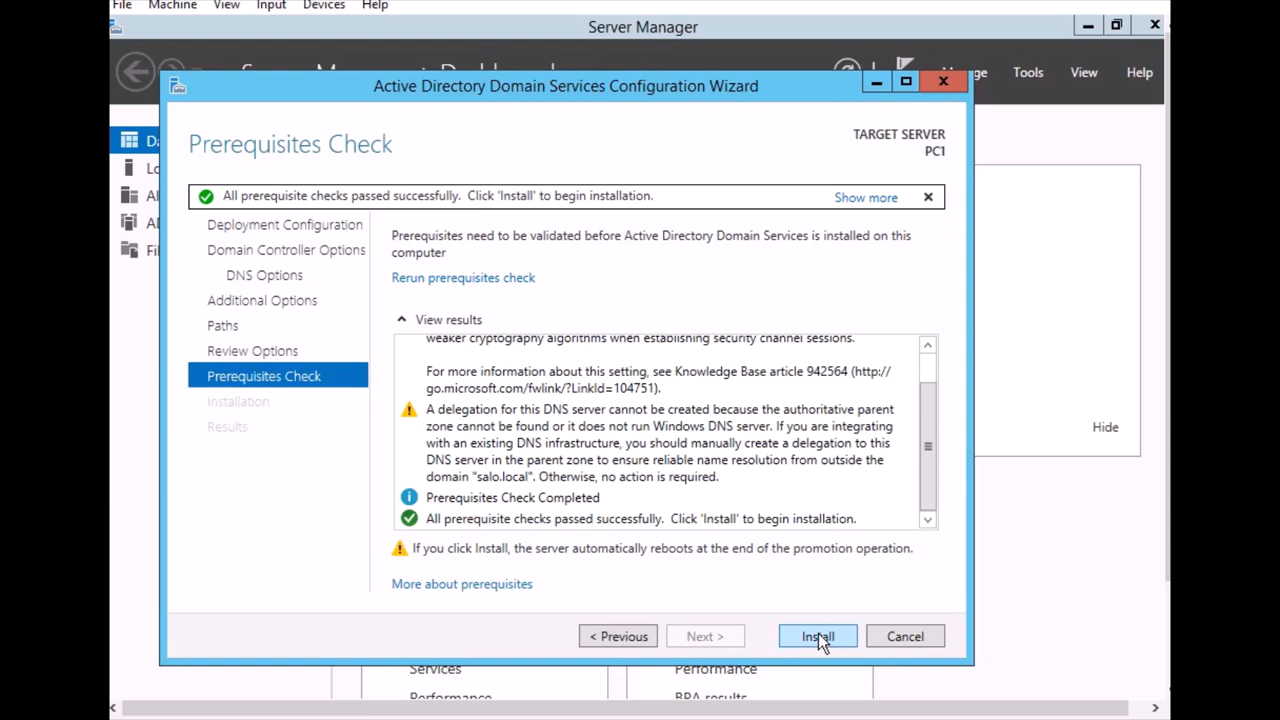 File Machine View Input Devices Help
Server Manager
Manage Tools View Help
Active Directory Domain Services Configuration Wizard
Prerequisites Check
TARGET SERVER
PC1
All prerequisite checks passed successfully. Click 'Install' to begin installation. Show more
Deployment Configuration
Domain Controller Options
DNS Options
Additional Options
Paths
Review Options
Prerequisites Check
Installation
Results
Prerequisites need to be validated before Active Directory Domain Services is installed on this
computer
Rerun prerequisites check
View results
weaker cryptography algorithms when establishing security channel sessions.
For more information about this setting, see Knowledge Base article 942564 (http://
go.microsoft.com/fwlink/?LinkId=104751).
A delegation for this DNS server cannot be created because the authoritative parent
zone cannot be found or it does not run Windows DNS server. If you are integrating
with an existing DNS infrastructure, you should manually create a delegation to this
DNS server in the parent zone to ensure reliable name resolution from outside the
domain "salo.local". Otherwise, no action is required.
Prerequisites Check Completed
All prerequisite checks passed successfully. Click 'Install' to begin installation.
If you click Install, the server automatically reboots at the end of the promotion operation.
More about prerequisites
< Previous Next > Install Cancel
Hide
Services Performance
Performance BPA results